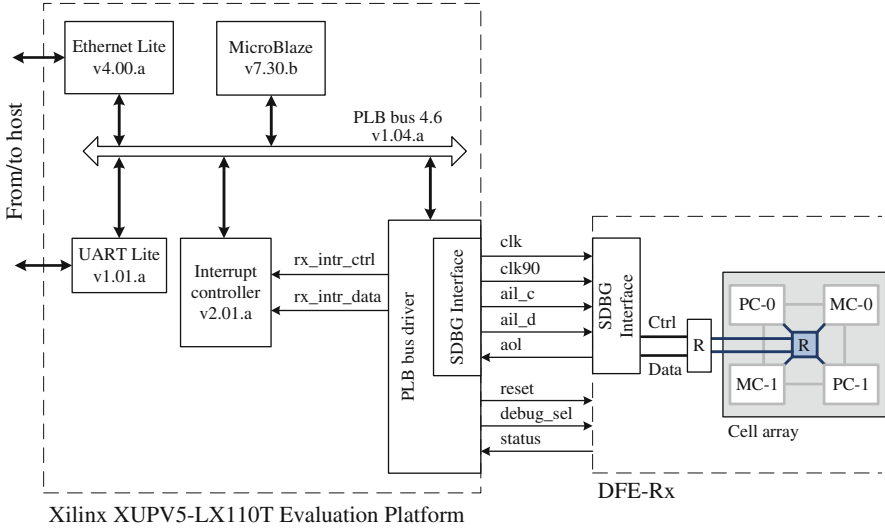 Ethernet Lite
v4.00.a
MicroBlaze
v7.30.b
PLB bus 4.6
v1.04.a
From/to host
UART Lite
v1.01.a
Interrupt
controller
v2.01.a
rx_intr_ctrl
rx_intr_data
PLB bus driver
SDBG Interface
clk
clk90
ail_c
ail_d
aol
reset
debug_sel
status
SDBG
Interface
Ctrl
Data
R
PC-0
MC-0
R
MC-1
PC-1
Cell array
DFE-Rx
Xilinx XUPV5-LX110T Evaluation Platform